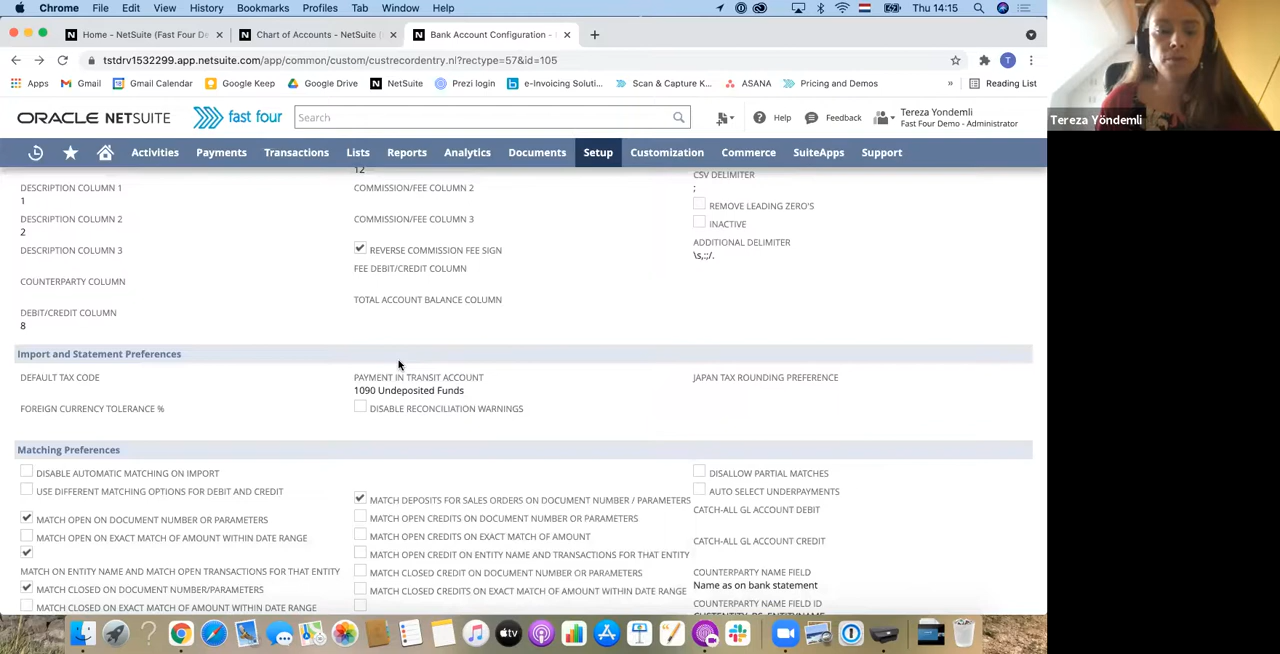 Chrome File Edit View History Bookmarks Profiles Tab Window Help Thu 14:15
Home - NetSuite (Fast Four De Chart of Accounts - NetSuite ( Bank Account Configuration -
tstdrv1532299.app.netsuite.com/app/common/custom/custrecordentry.nl?rectype=57&id=105 T
Apps Gmail Gmail Calendar Google Keep Google Drive NetSuite Prezi login e-Invoicing Soluti... Scan & Capture K... ASANA Pricing and Demos » Reading List
ORACLE NETSUITE fast four Search Help Feedback Tereza Yondemli
Fast Four Demo - Administrator
Tereza Yöndemli
Activities Payments Transactions Lists Reports Analytics Documents Setup Customization Commerce SuiteApps Support
12
CSV DELIMITER
;
DESCRIPTION COLUMN 1
1
COMMISSION/FEE COLUMN 2
REMOVE LEADING ZERO'S
DESCRIPTION COLUMN 2
2
COMMISSION/FEE COLUMN 3
INACTIVE
ADDITIONAL DELIMITER
\s,:;/.
DESCRIPTION COLUMN 3
REVERSE COMMISSION FEE SIGN
FEE DEBIT/CREDIT COLUMN
COUNTERPARTY COLUMN
TOTAL ACCOUNT BALANCE COLUMN
DEBIT/CREDIT COLUMN
8
Import and Statement Preferences
DEFAULT TAX CODE
PAYMENT IN TRANSIT ACCOUNT
1090 Undeposited Funds
JAPAN TAX ROUNDING PREFERENCE
FOREIGN CURRENCY TOLERANCE %
DISABLE RECONCILIATION WARNINGS
Matching Preferences
DISABLE AUTOMATIC MATCHING ON IMPORT
USE DIFFERENT MATCHING OPTIONS FOR DEBIT AND CREDIT
MATCH OPEN ON DOCUMENT NUMBER OR PARAMETERS
MATCH OPEN ON EXACT MATCH OF AMOUNT WITHIN DATE RANGE
MATCH ON ENTITY NAME AND MATCH OPEN TRANSACTIONS FOR THAT ENTITY
MATCH CLOSED ON DOCUMENT NUMBER/PARAMETERS
MATCH CLOSED ON EXACT MATCH OF AMOUNT WITHIN DATE RANGE
MATCH DEPOSITS FOR SALES ORDERS ON DOCUMENT NUMBER / PARAMETERS
MATCH OPEN CREDITS ON DOCUMENT NUMBER OR PARAMETERS
MATCH OPEN CREDITS ON EXACT MATCH OF AMOUNT
MATCH OPEN CREDIT ON ENTITY NAME AND TRANSACTIONS FOR THAT ENTITY
MATCH CLOSED CREDIT ON DOCUMENT NUMBER OR PARAMETERS
MATCH CLOSED CREDITS ON EXACT MATCH OF AMOUNT WITHIN DATE RANGE
DISALLOW PARTIAL MATCHES
AUTO SELECT UNDERPAYMENTS
CATCH-ALL GL ACCOUNT DEBIT
CATCH-ALL GL ACCOUNT CREDIT
COUNTERPARTY NAME FIELD
Name as on bank statement
COUNTERPARTY NAME FIELD ID